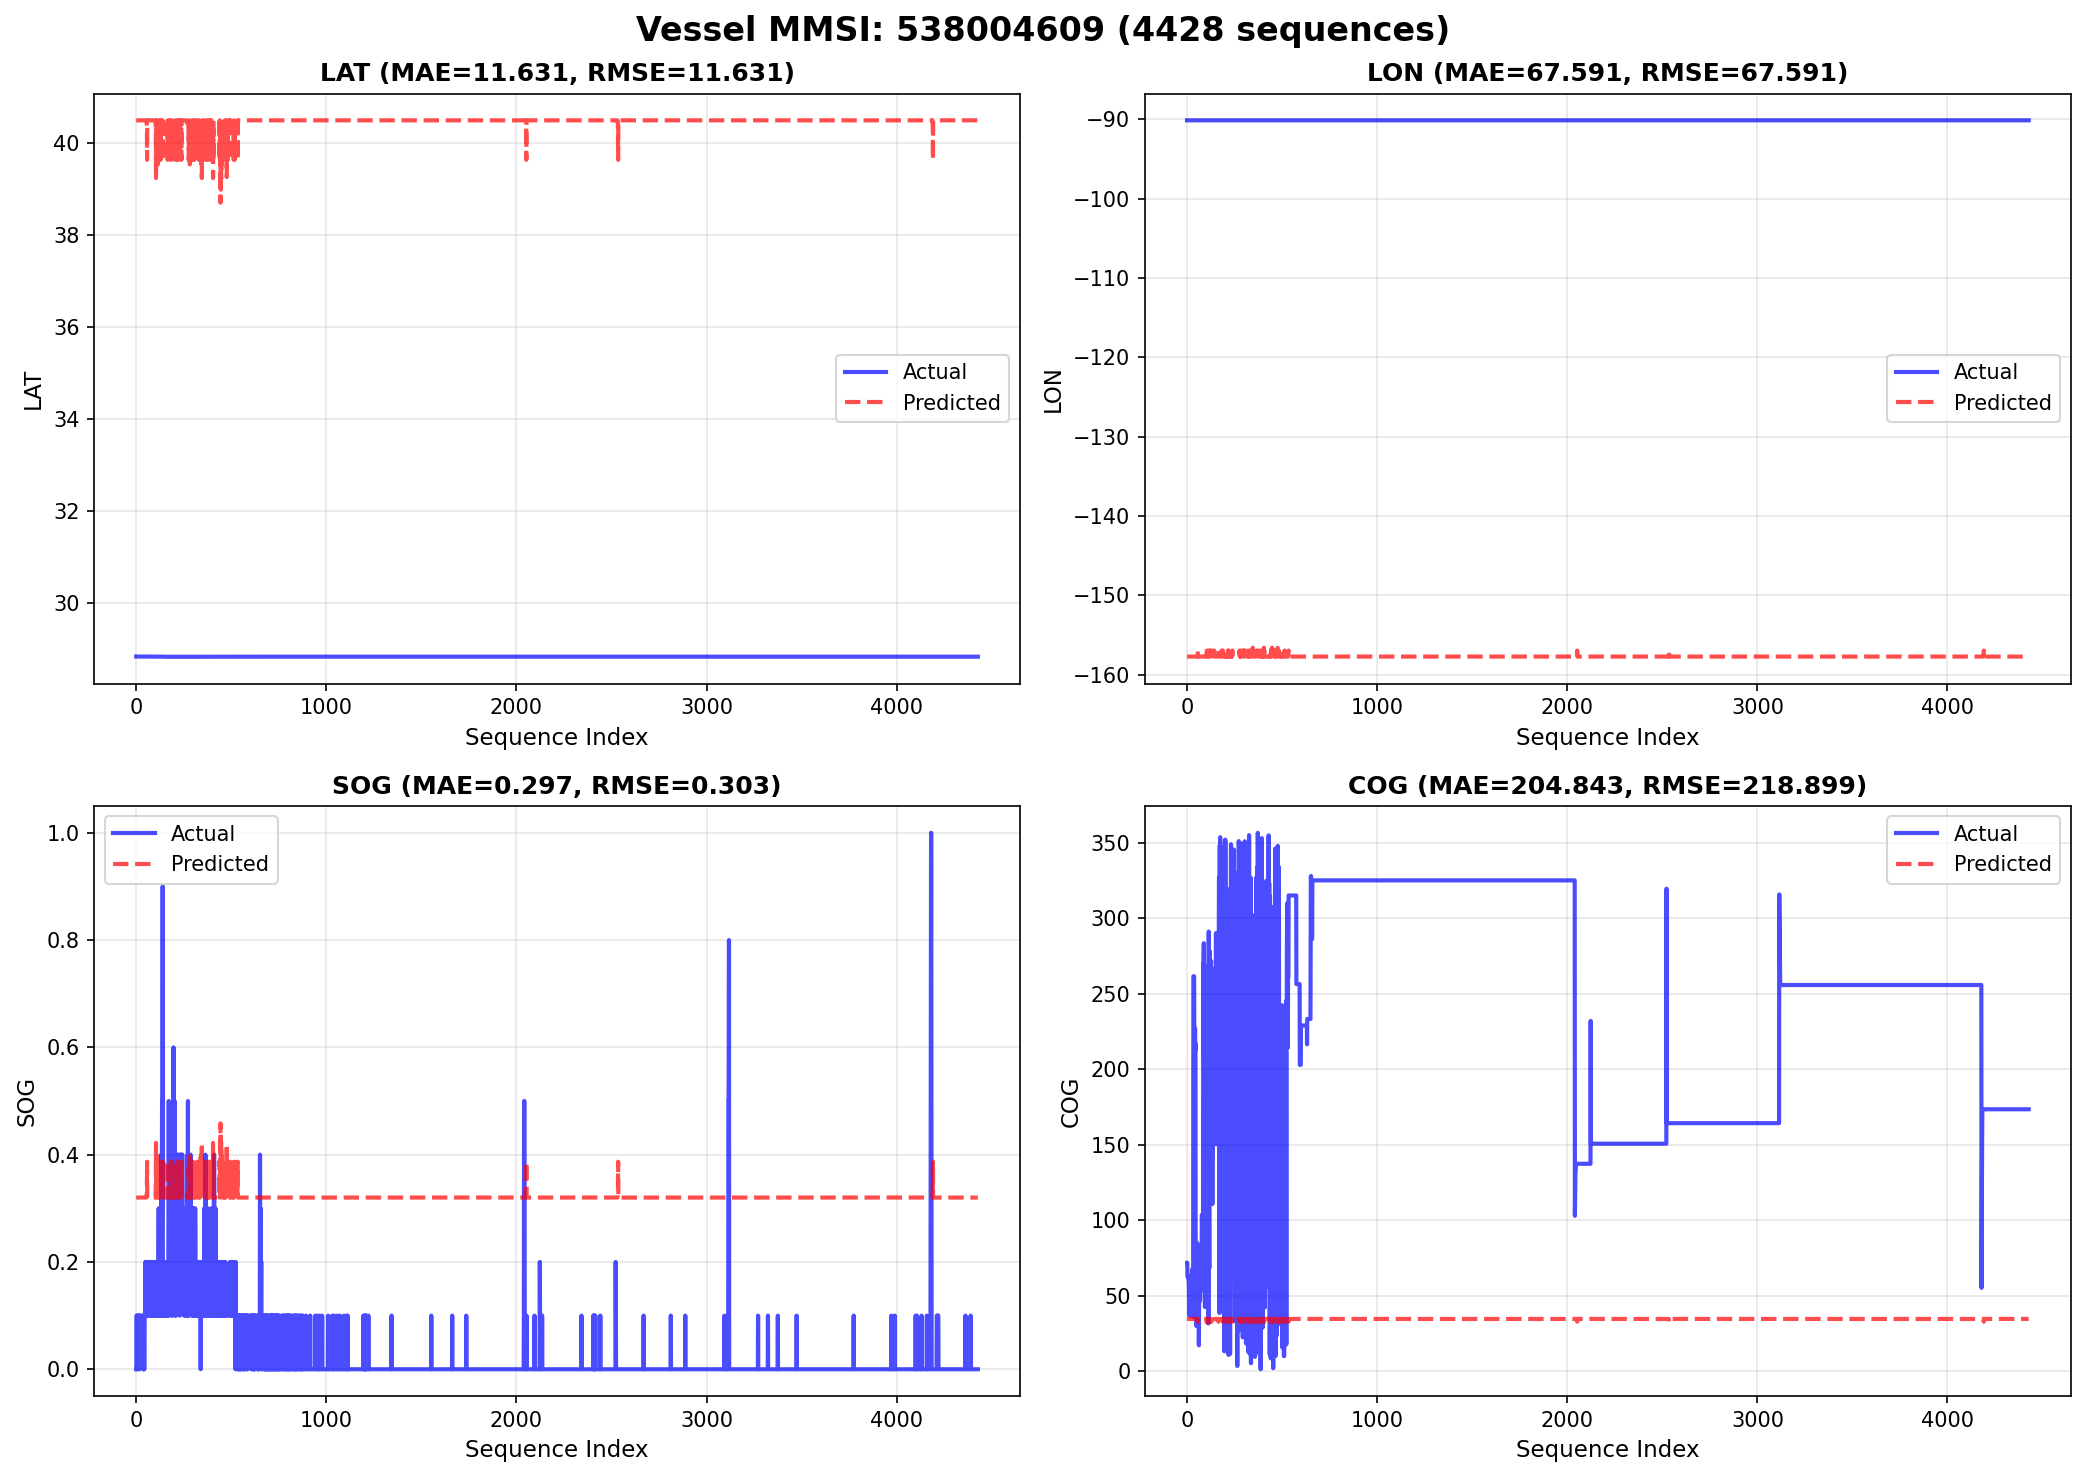 Vessel MMSI: 538004609 (4428 sequences)
LAT (MAE=11.631, RMSE=11.631)
40
38
36
34
32
30
LAT
Actual
Predicted
0 1000 2000 3000 4000
Sequence Index
LON (MAE=67.591, RMSE=67.591)
−90
−100
−110
−120
−130
−140
−150
−160
LON
Actual
Predicted
0 1000 2000 3000 4000
Sequence Index
SOG (MAE=0.297, RMSE=0.303)
1.0
0.8
0.6
0.4
0.2
0.0
SOG
Actual
Predicted
0 1000 2000 3000 4000
Sequence Index
COG (MAE=204.843, RMSE=218.899)
350
300
250
200
150
100
50
0
COG
Actual
Predicted
0 1000 2000 3000 4000
Sequence Index